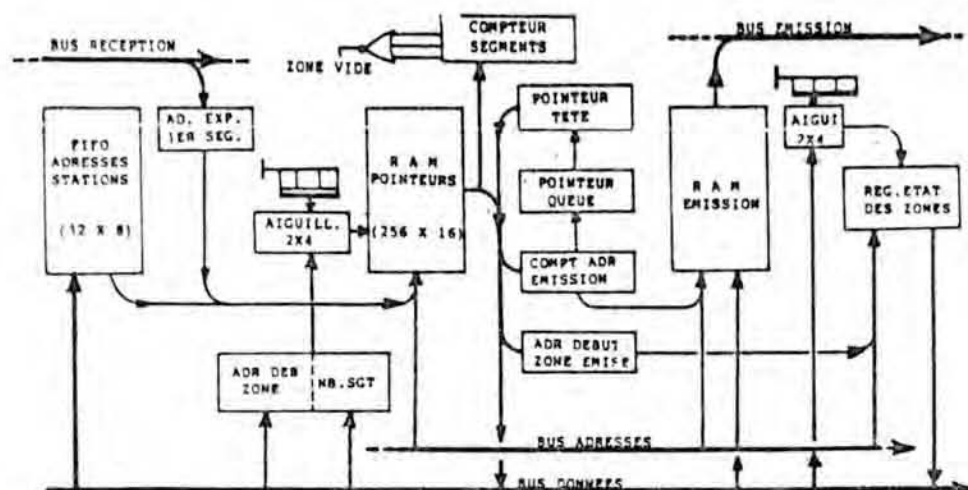 BUS RECEPTION
COMPTEUR
SEGMENTS
ZONE VIDE
BUS EMISSION
FIFO
ADRESSES
STATIONS
(12 X 8)
AD. EXP.
1ER SEG.
AIGUILL.
2X4
R A M
POINTEURS
(256 X 16)
POINTEUR
TETE
POINTEUR
QUEUE
COMPT ADR
EMISSION
ADR DEBUT
ZONE EMISE
R A M
EMISSION
AIGUI
2X4
REG.ETAT
DES ZONES
ADR DEB
ZONE
NB.SGT
BUS ADRESSES
BUS DONNEES